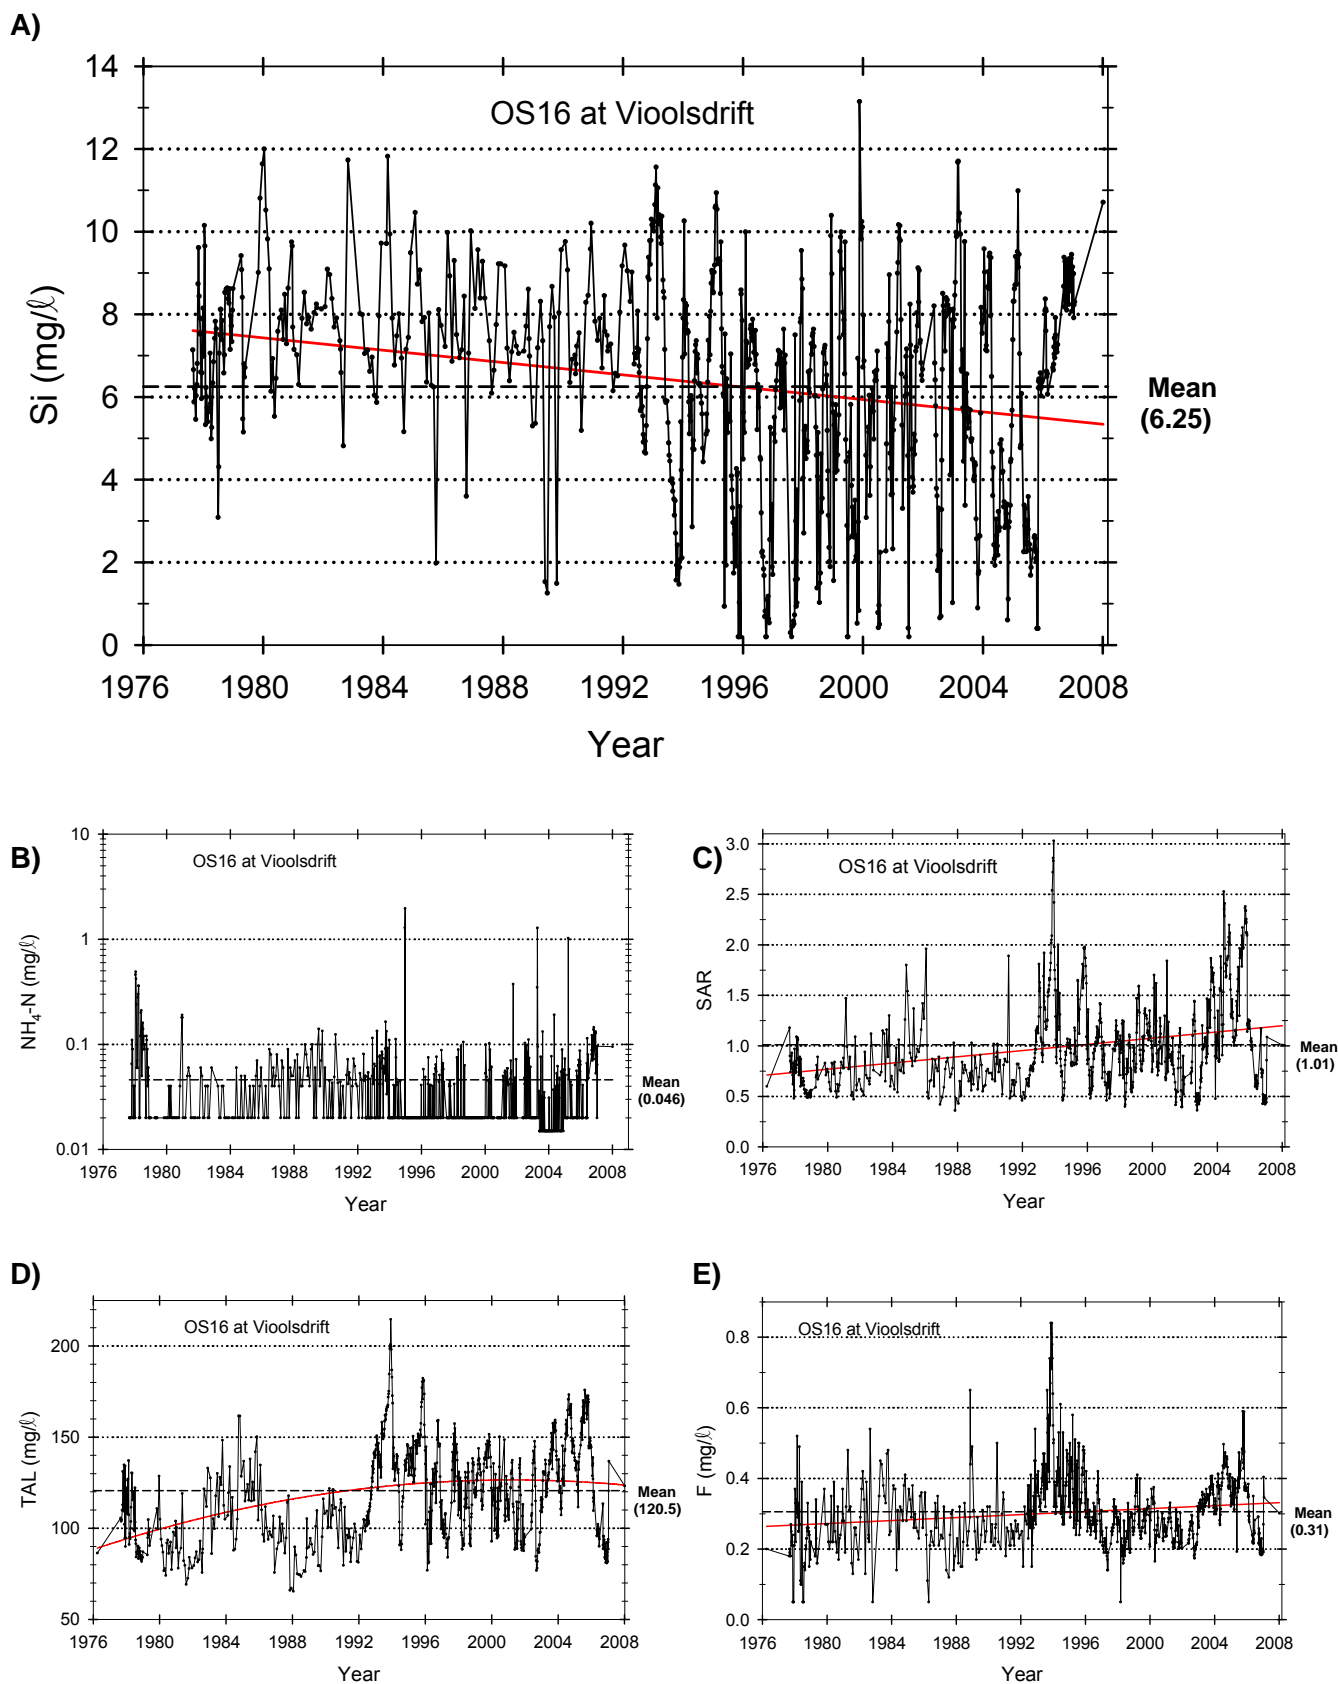 A)
14
12
10
8
6
4
2
0
OS16 at Vioolsdrift
Si (mg/ℓ)
Mean
(6.25)
1976 1980 1984 1988 1992 1996 2000 2004 2008
Year
B)
10
1
0.1
0.01
OS16 at Vioolsdrift
NH4-N (mg/ℓ)
Mean
(0.046)
1976 1980 1984 1988 1992 1996 2000 2004 2008
Year
C)
3.0
2.5
2.0
1.5
1.0
0.5
0.0
OS16 at Vioolsdrift
SAR
Mean
(1.01)
1976 1980 1984 1988 1992 1996 2000 2004 2008
Year
D)
200
150
100
50
OS16 at Vioolsdrift
TAL (mg/ℓ)
Mean
(120.5)
1976 1980 1984 1988 1992 1996 2000 2004 2008
Year
E)
0.8
0.6
0.4
0.2
0.0
OS16 at Vioolsdrift
F (mg/ℓ)
Mean
(0.31)
1976 1980 1984 1988 1992 1996 2000 2004 2008
Year